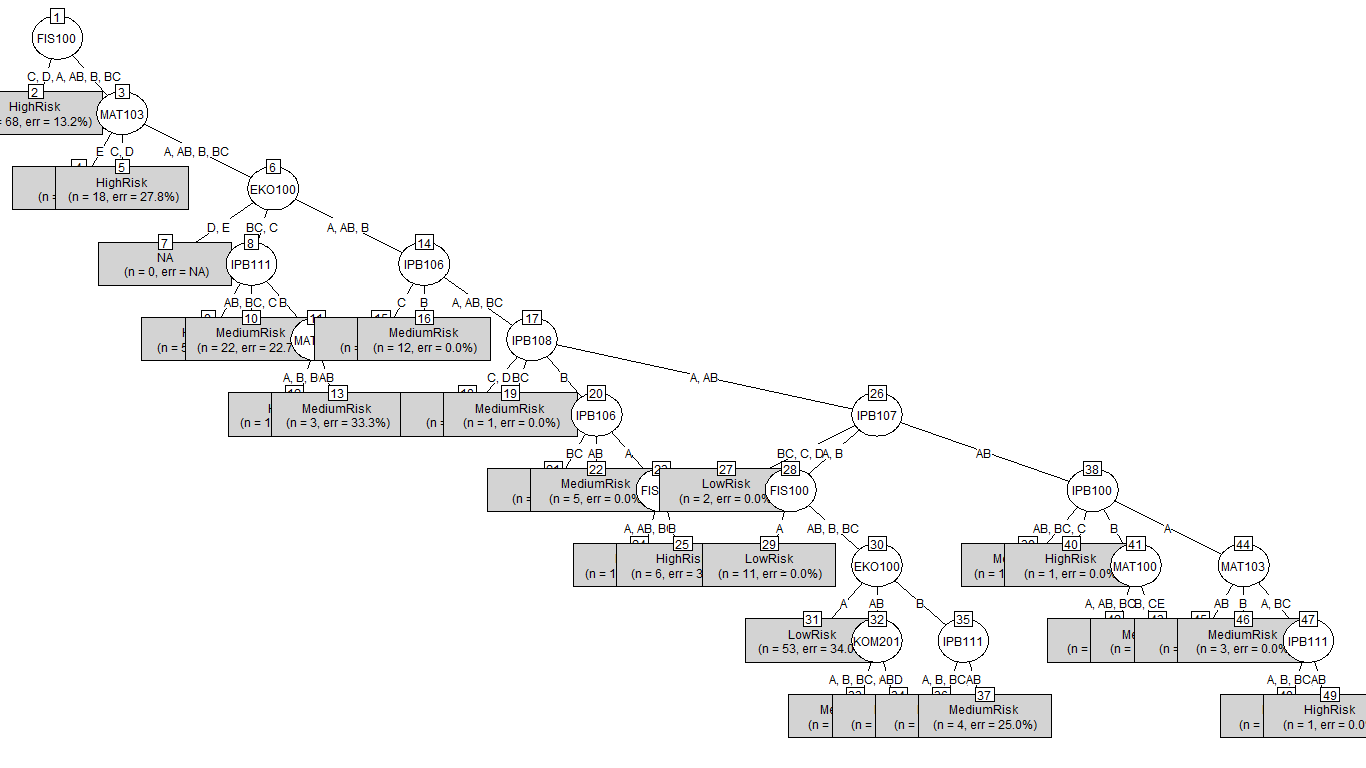 1
FIS100
C, D, A, AB, B, BC
2
3
HighRisk
= 68, err = 13.2%)
MAT103
E C, D
A, AB, B, BC
5
6
HighRisk
(n = 18, err = 27.8%)
EKO100
D, E
BC, C
A, AB, B
7
8
14
NA
(n = 0, err = NA)
IPB111
IPB106
AB, BC, C B
C
B
A, AB, BC
10
11
15
16
17
MediumRisk
(n = 22, err = 22.7
MediumRisk
(n = 12, err = 0.0%)
IPB108
A, B, B AB
C, D BC
B
A, AB
13
19
20
26
MediumRisk
(n = 3, err = 33.3%)
MediumRisk
(n = 1, err = 0.0%)
IPB106
IPB107
BC AB
A
BC, C, D A, B
AB
22
27
28
38
MediumRisk
(n = 5, err = 0.0%
FIS
LowRisk
(n = 2, err = 0.0%
FIS100
IPB100
A
AB, B, BC
AB, BC, C
B
A
25
29
30
40
41
44
HighRis
(n = 6, err = 3
LowRisk
(n = 11, err = 0.0%)
EKO100
HighRisk
(n = 1, err = 0.0%
MAT100
MAT103
A
AB
B
AB
B
A, BC
31
32
35
46
47
LowRisk
(n = 53, err = 34.0
KOM201
IPB111
MediumRisk
(n = 3, err = 0.0%
IPB111
A, B, BC, AB D
A, B, BC AB
A, B, BC AB
37
49
MediumRisk
(n = 4, err = 25.0%)
HighRisk
(n = 1, err = 0.0